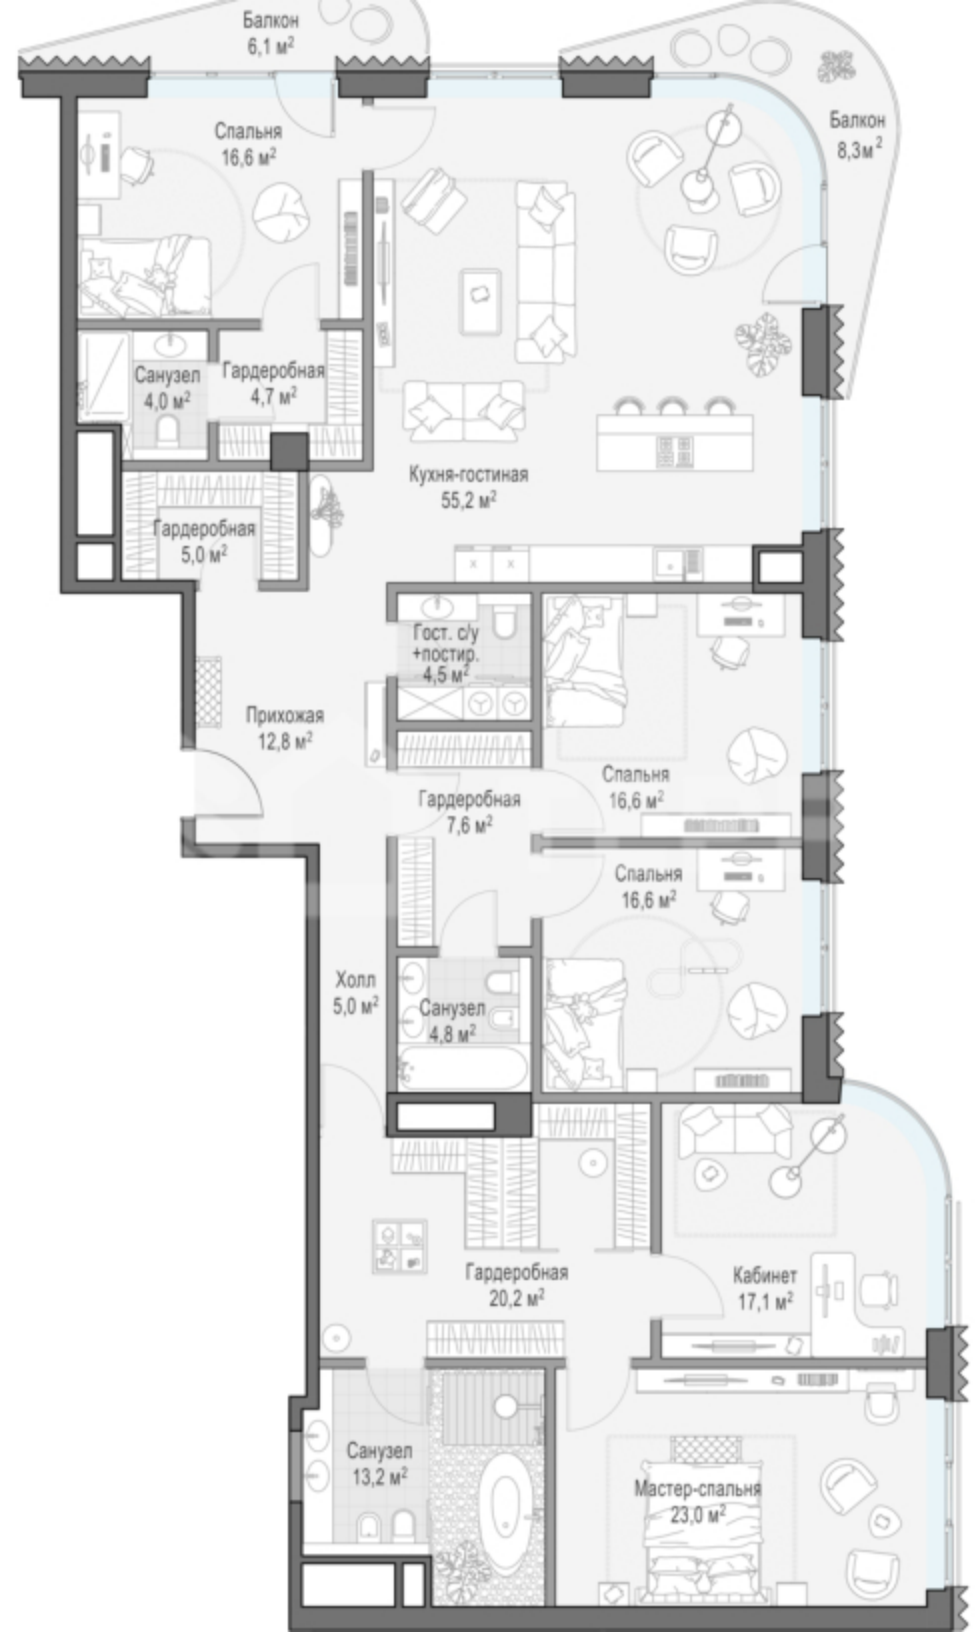 Балкон
6,1 м²
Балкон
8,3м²
Спальня
16,6 м²
Санузел
4,0 м²
Гардеробная
4,7 м²
Кухня-гостиная
55,2 м²
Гардеробная
5,0 м²
Гост. с/у
+постир.
4,5 м²
Прихожая
12,8 м²
Спальня
16,6 м²
Гардеробная
7,6 м²
Спальня
16,6 м²
Холл
5,0 м²
Санузел
4,8 м²
Гардеробная
20,2 м²
Кабинет
17,1 м²
Санузел
13,2 м²
Мастер-спальня
23,0 м²